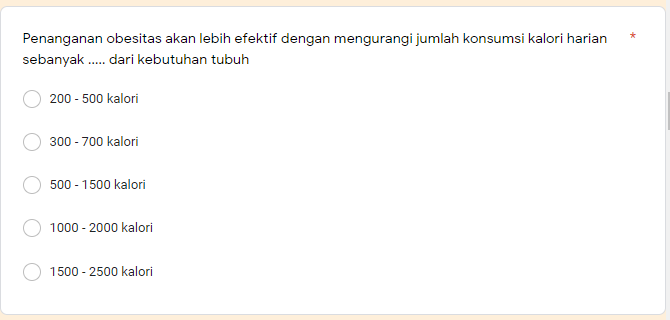 Penanganan obesitas akan lebih efektif dengan mengurangi jumlah konsumsi kalori harian *
sebanyak ..... dari kebutuhan tubuh
200 - 500 kalori
300 - 700 kalori
500 - 1500 kalori
1000 - 2000 kalori
1500 - 2500 kalori